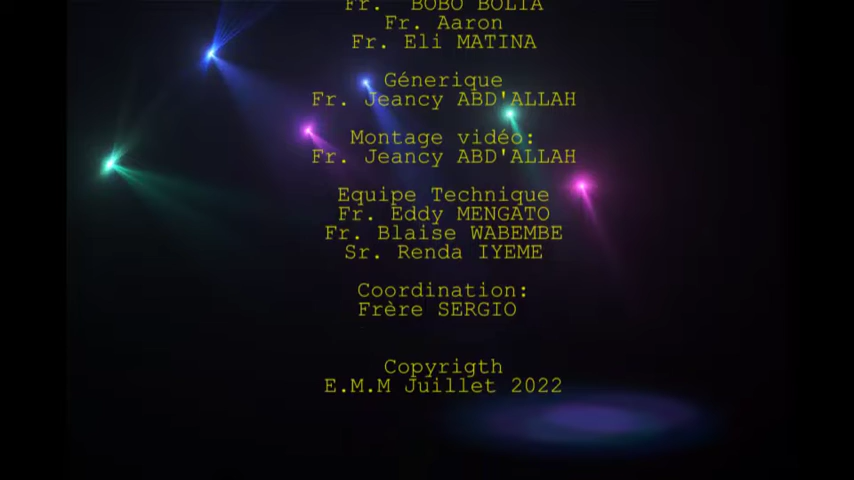 Fr. BOBO BOLIA
Fr. Aaron
Fr. Eli MATINA
Génerique
Fr. Jeancy ABD'ALLAH
Montage vidéo:
Fr. Jeancy ABD'ALLAH
Equipe Technique
Fr. Eddy MENGATO
Fr. Blaise WABEMBE
Sr. Renda IYEME
Coordination:
Frère SERGIO
Copyrigth
E.M.M Juillet 2022